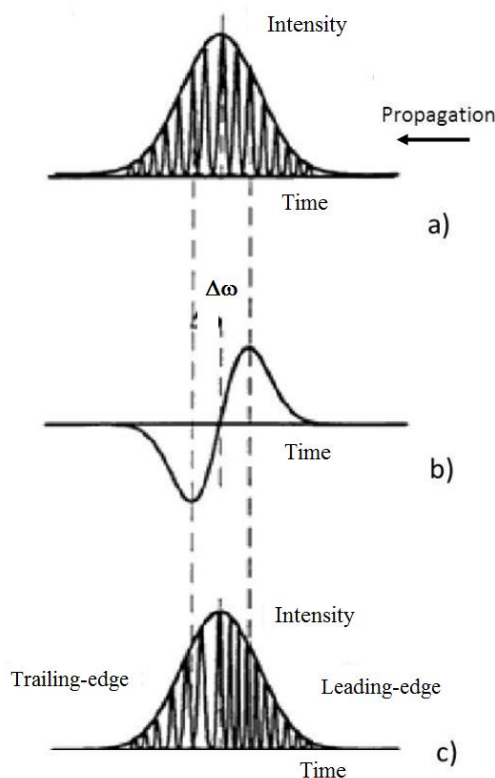 Intensity
Propagation
Time
a)
Δω
Time
b)
Intensity
Trailing-edge
Leading-edge
Time
c)